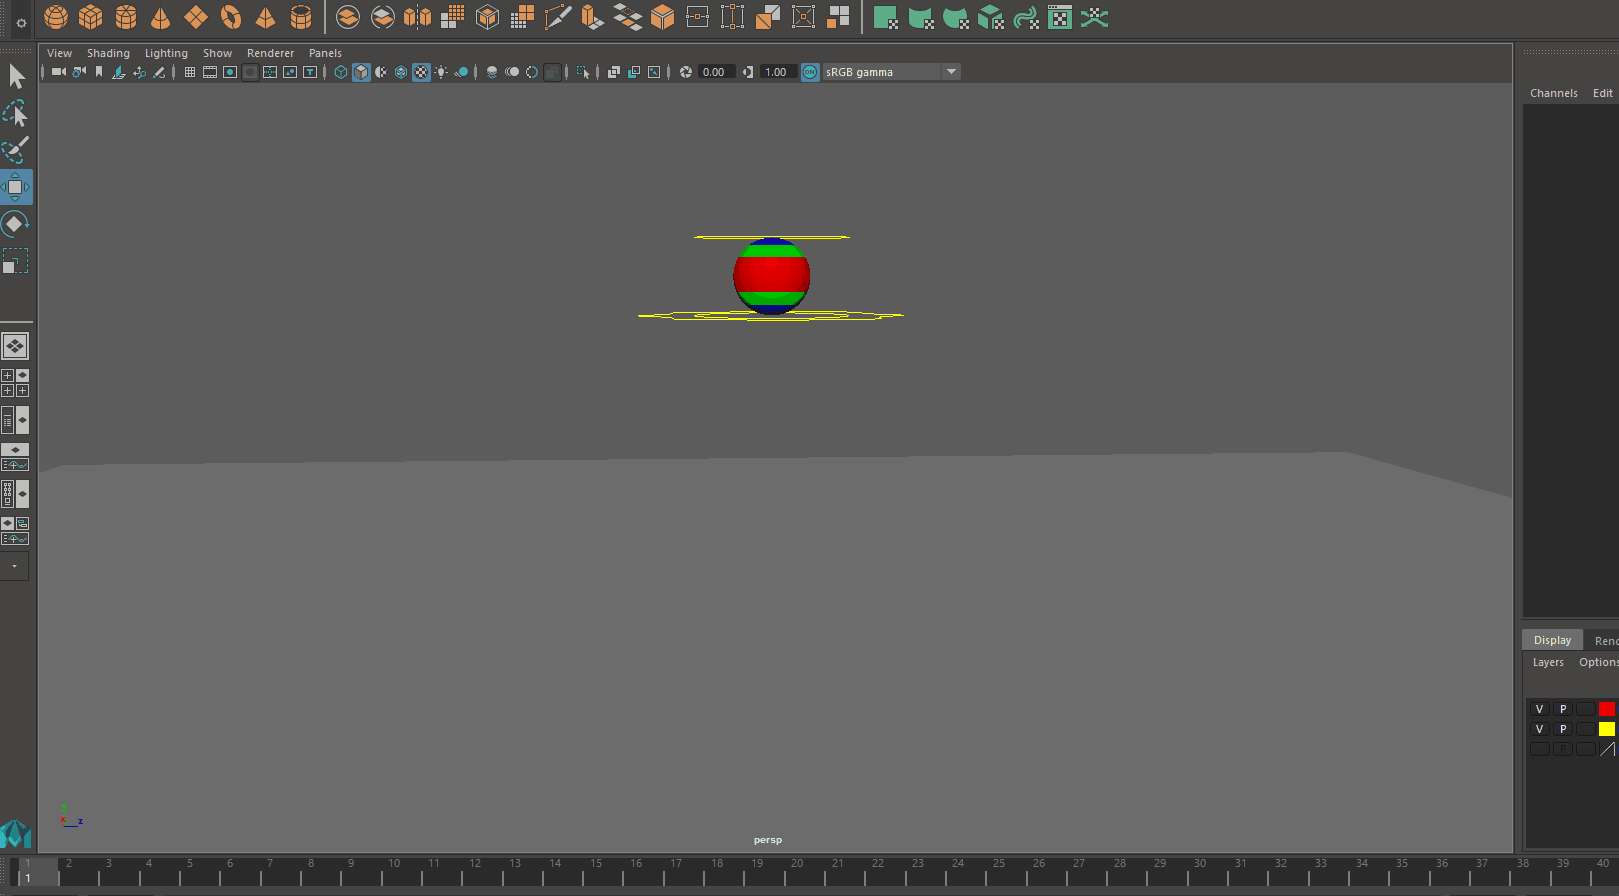 View Shading Lighting Show Renderer Panels
0.00 1.00 ON sRGB gamma
Channels Edit
Display Rend
Layers Options
V P
V P
P
y
x z
persp
1 2 3 4 5 6 7 8 9 10 11 12 13 14 15 16 17 18 19 20 21 22 23 24 25 26 27 28 29 30 31 32 33 34 35 36 37 38 39 40
1